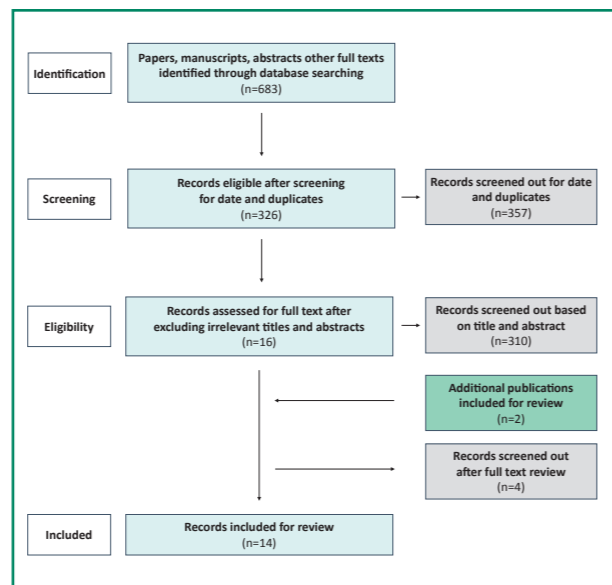 Identification
Papers, manuscripts, abstracts other full texts
identified through database searching
(n=683)
Screening
Records eligible after screening
for date and duplicates
(n=326)
Records screened out for date
and duplicates
(n=357)
Eligibility
Records assessed for full text after
excluding irrelevant titles and abstracts
(n=16)
Records screened out based
on title and abstract
(n=310)
Additional publications
included for review
(n=2)
Records screened out
after full text review
(n=4)
Included
Records included for review
(n=14)